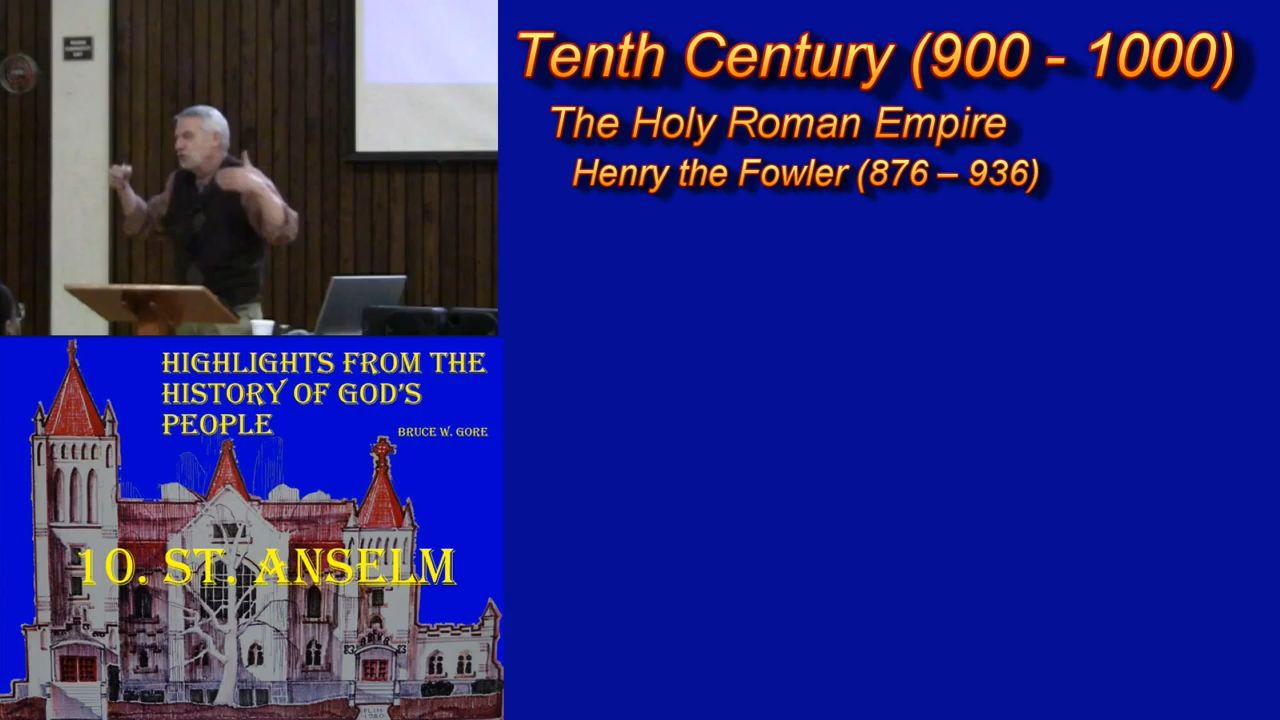 Tenth Century (900 - 1000)
The Holy Roman Empire
Henry the Fowler (876 – 936)
HIGHLIGHTS FROM THE
HISTORY OF GOD'S
PEOPLE
BRUCE W. GORE
10. ST. ANSELM